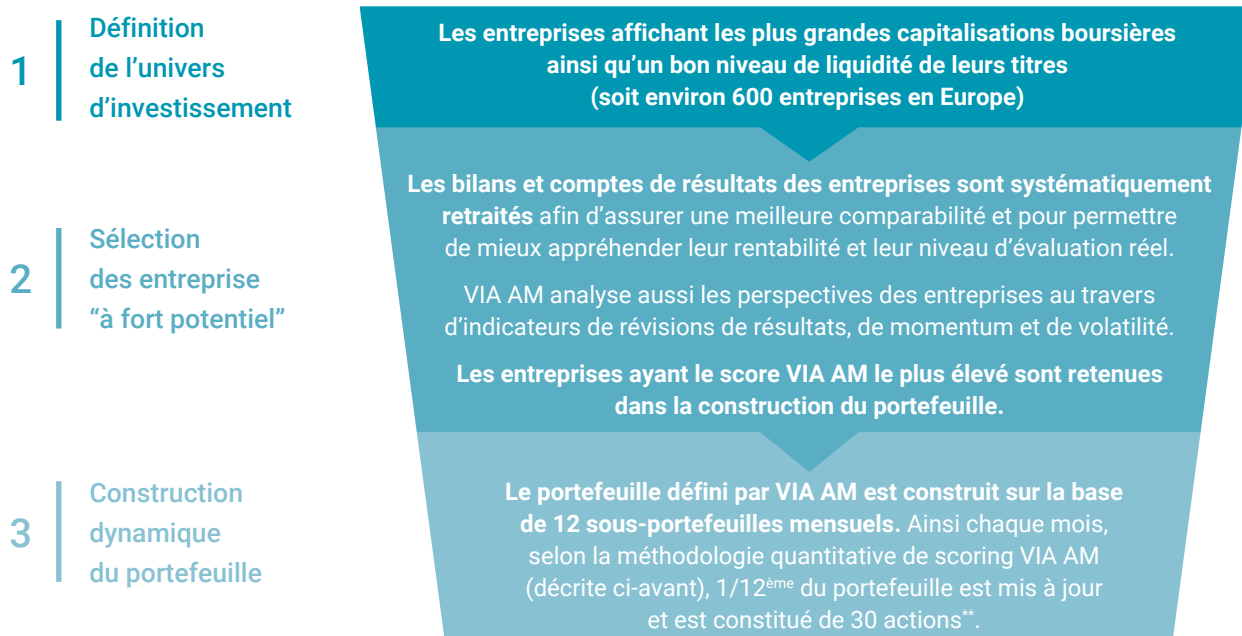 1
Définition
de l’univers
d’investissement
Les entreprises affichant les plus grandes capitalisations boursières
ainsi qu’un bon niveau de liquidité de leurs titres
(soit environ 600 entreprises en Europe)
2
Sélection
des entreprise
“à fort potentiel”
Les bilans et comptes de résultats des entreprises sont systématiquement
retraités afin d’assurer une meilleure comparabilité et pour permettre
de mieux appréhender leur rentabilité et leur niveau d’évaluation réel.
VIA AM analyse aussi les perspectives des entreprises au travers
d’indicateurs de révisions de résultats, de momentum et de volatilité.
Les entreprises ayant le score VIA AM le plus élevé sont retenues
dans la construction du portefeuille.
3
Construction
dynamique
du portefeuille
Le portefeuille défini par VIA AM est construit sur la base
de 12 sous-portefeuilles mensuels. Ainsi chaque mois,
selon la méthodologie quantitative de scoring VIA AM
(décrite ci-avant), 1/12ème du portefeuille est mis à jour
et est constitué de 30 actions**.